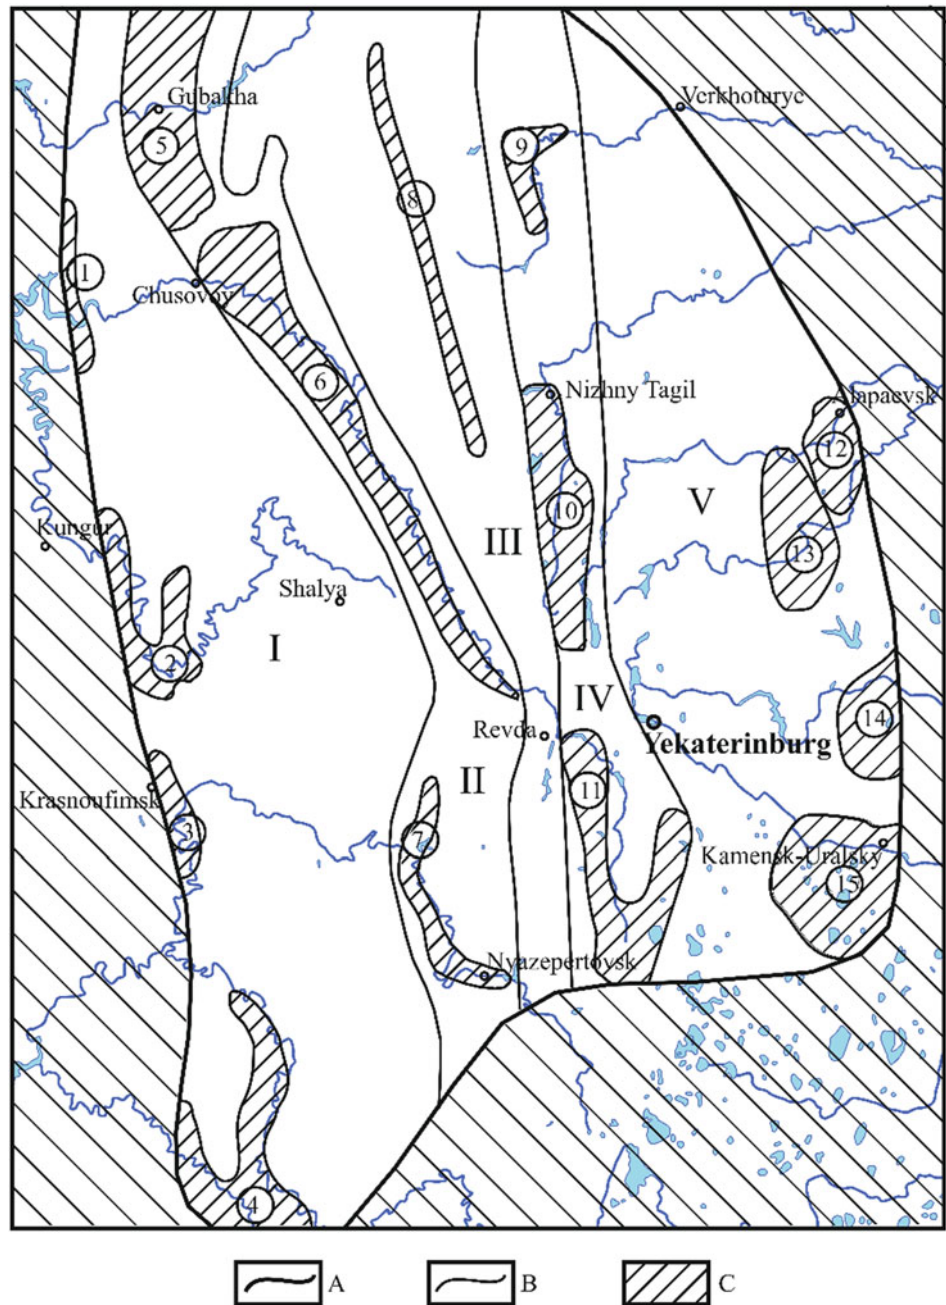 Verkhoturye
Gubakha
5
9
8
1
Chusovoy
6
Nizhny Tagil
Alapaevsk
12
V
10
III
Kungur
13
Shalya
I
2
IV
14
Revda
Yekaterinburg
II
11
Krasnoufimsk
3
7
Kamensk-Uralsky
15
Nyazepertovsk
4
A
B
C